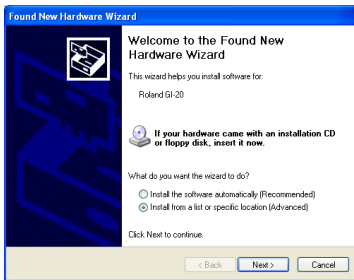 Found New Hardware Wizard
Welcome to the Found New
Hardware Wizard
This wizard helps you install software for:
Roland GI-20
If your hardware came with an installation CD
or floppy disk, insert it now.
What do you want the wizard to do?
Install the software automatically (Recommended)
Install from a list or specific location (Advanced)
Click Next to continue.
< Back
Next >
Cancel